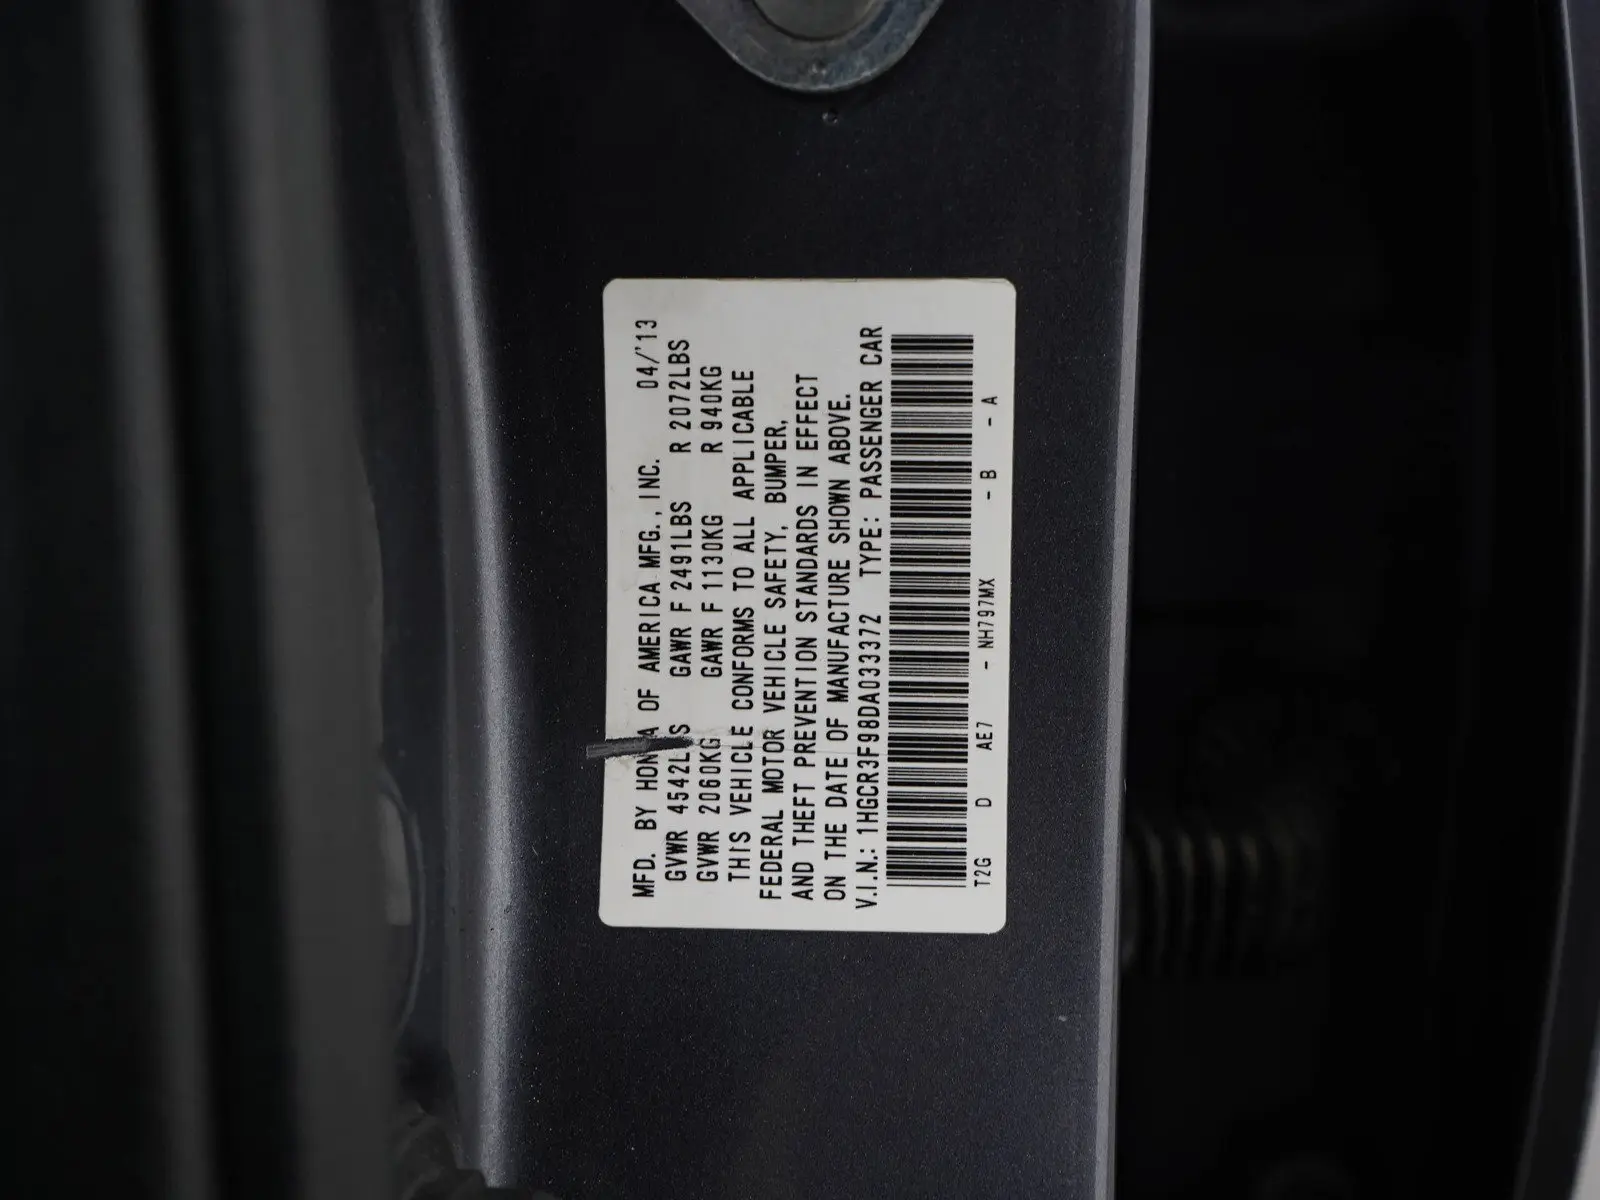 MFD. BY HONDA OF AMERICA MFG., INC. 04/'13
GVWR 4542LBS GAWR F 2491LBS R 2072LBS
GVWR 2060KG GAWR F 1130KG R 940KG
THIS VEHICLE CONFORMS TO ALL APPLICABLE
FEDERAL MOTOR VEHICLE SAFETY, BUMPER,
AND THEFT PREVENTION STANDARDS IN EFFECT
ON THE DATE OF MANUFACTURE SHOWN ABOVE.
V.I.N.: 1HGCR3F98DA033372 TYPE: PASSENGER CAR
T2G D AE7 - NH797MX - B - A